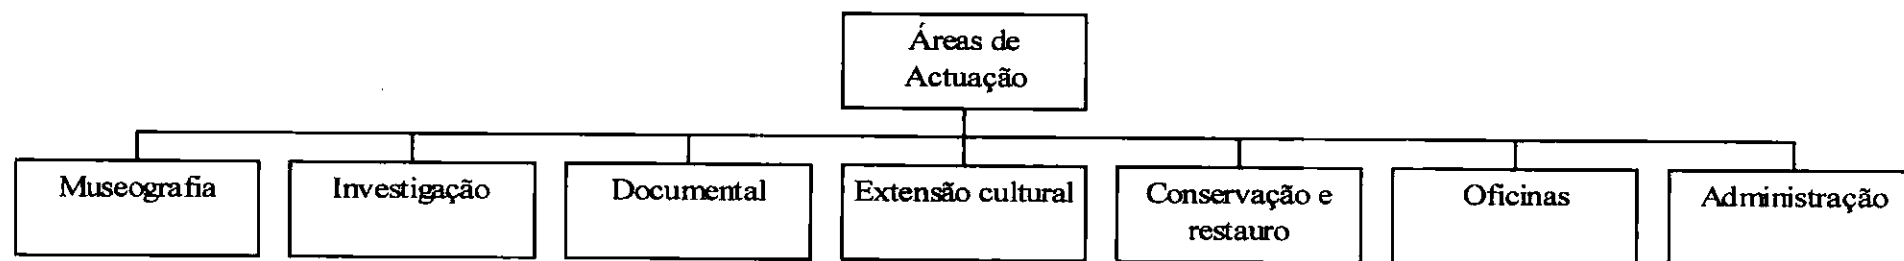 Áreas de
Actuação
Museografia
Investigação
Documental
Extensão cultural
Conservação e
restauro
Oficinas
Administração